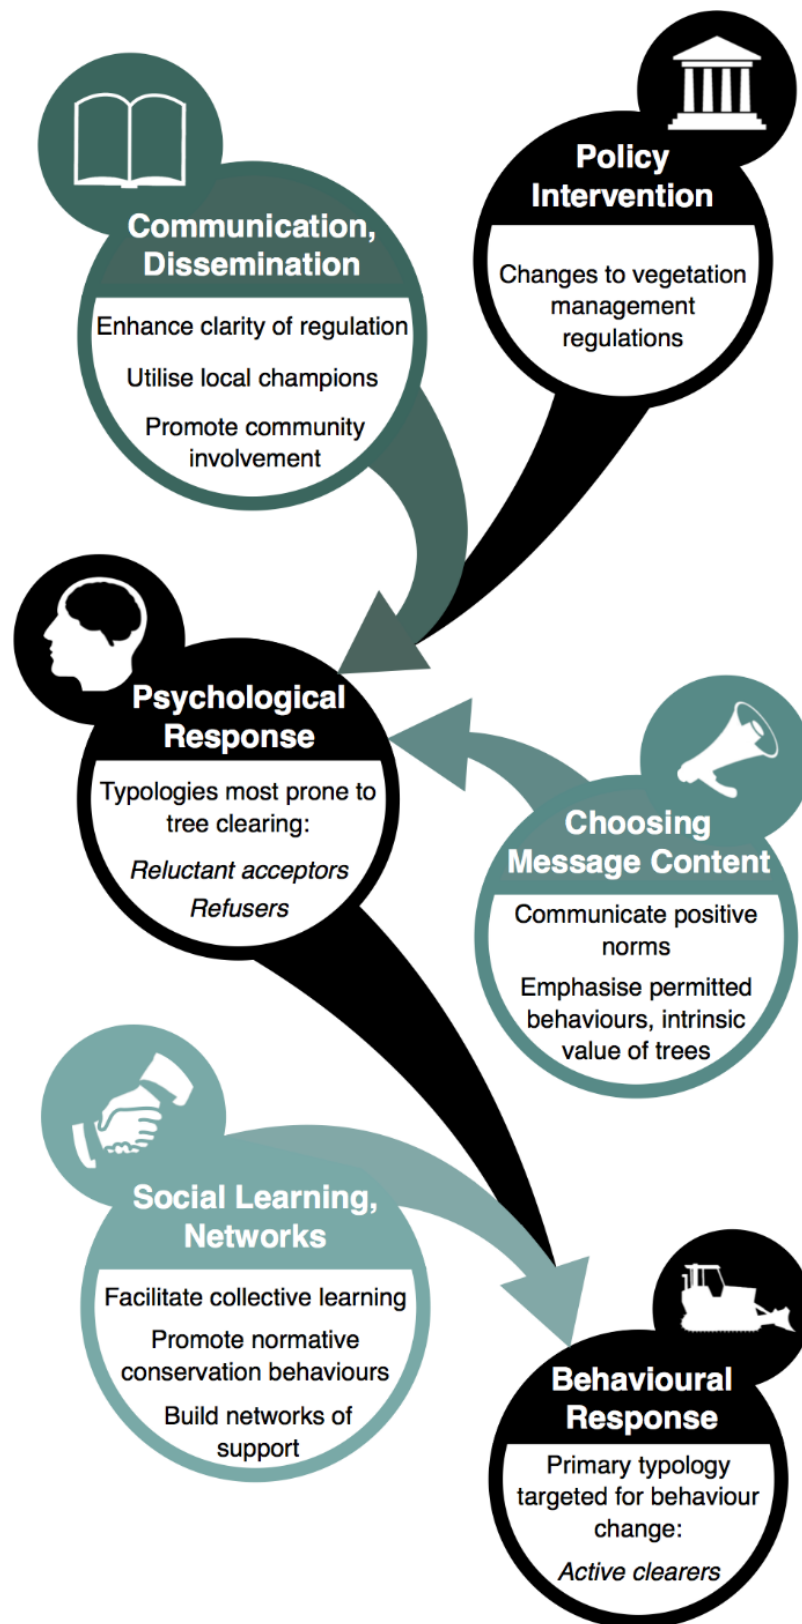 Policy
Intervention
Changes to vegetation
management
regulations
Communication,
Dissemination
Enhance clarity of regulation
Utilise local champions
Promote community
involvement
Psychological
Response
Typologies most prone to
tree clearing:
Reluctant acceptors
Refusers
Choosing
Message Content
Communicate positive
norms
Emphasise permitted
behaviours, intrinsic
value of trees
Social Learning,
Networks
Facilitate collective learning
Promote normative
conservation behaviours
Build networks of
support
Behavioural
Response
Primary typology
targeted for behaviour
change:
Active clearers